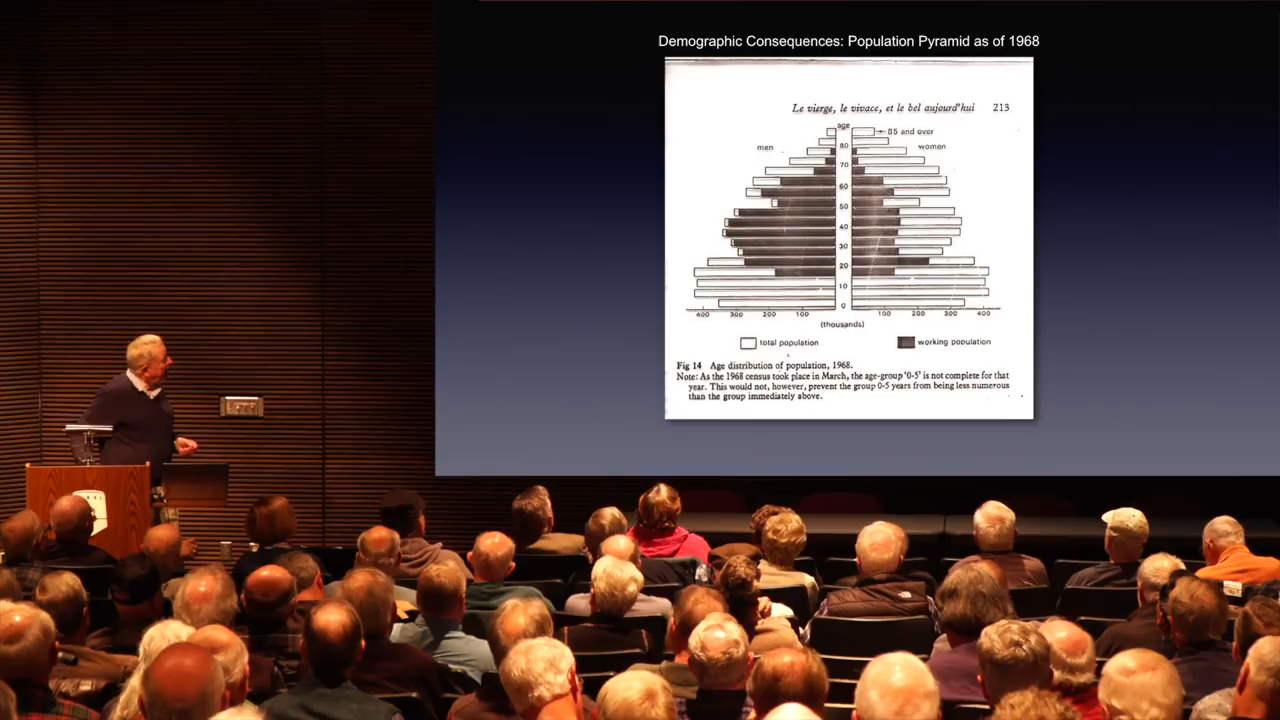 Demographic Consequences: Population Pyramid as of 1968
Le vierge, le vivace, et le bel aujourd'hui 213
age
85 and over
men
women
80
70
60
50
40
30
20
10
0
400 300 200 100 100 200 300 400
(thousands)
total population
working population
Fig 14 Age distribution of population, 1968.
Note: As the 1968 census took place in March, the age-group '0-5' is not complete for that
year. This would not, however, prevent the group 0-5 years from being less numerous
than the group immediately above.